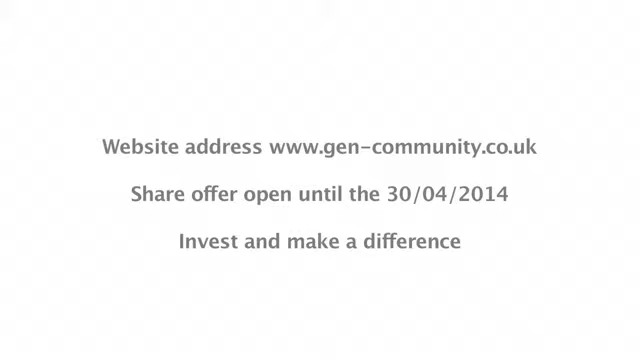 Website address www.gen-community.co.uk
Share offer open until the 30/04/2014
Invest and make a difference